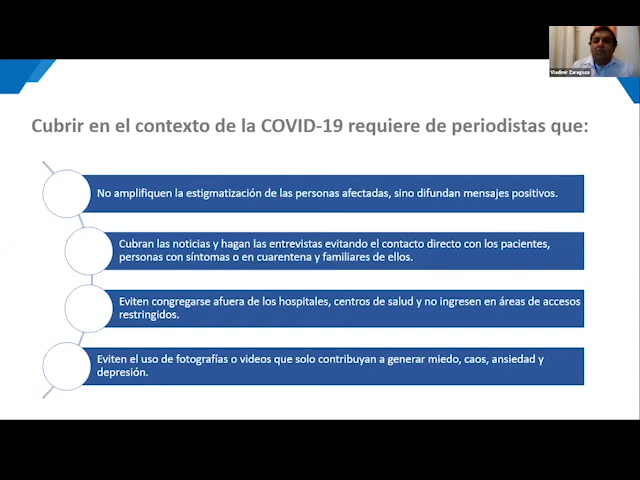 Vladimir Zaragoza
Cubrir en el contexto de la COVID-19 requiere de periodistas que:
No amplifiquen la estigmatización de las personas afectadas, sino difundan mensajes positivos.
Cubran las noticias y hagan las entrevistas evitando el contacto directo con los pacientes,
personas con síntomas o en cuarentena y familiares de ellos.
Eviten congregarse afuera de los hospitales, centros de salud y no ingresen en áreas de accesos
restringidos.
Eviten el uso de fotografías o videos que solo contribuyan a generar miedo, caos, ansiedad y
depresión.